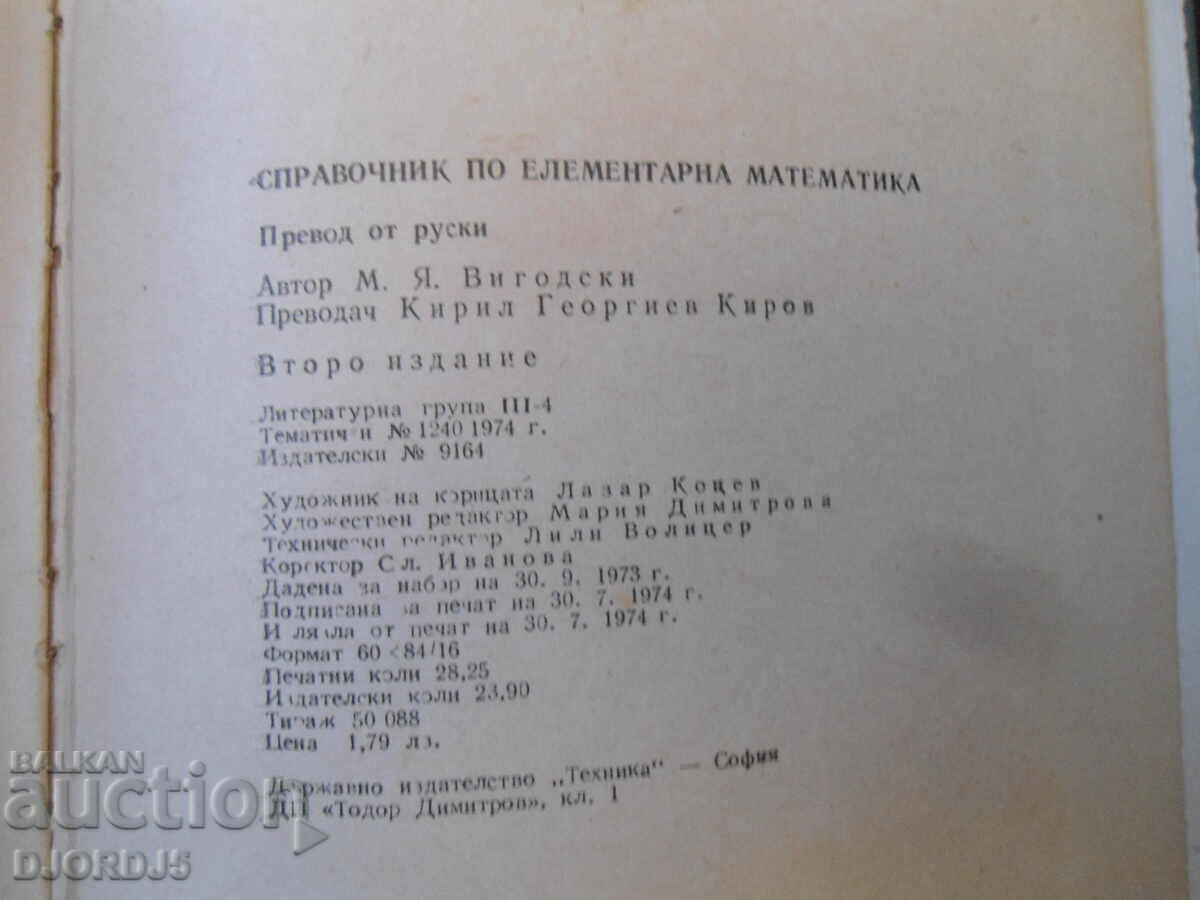 СПРАВОЧНИК ПО ЕЛЕМЕНТАРНА МАТЕМАТИКА
Превод от руски
Автор М. Я. Вигодски
Преводач Кирил Георгиев Киров
Второ издание
Литературна група III-4
Тематич и № 1240 1974 г.
Издателски № 9164
Художник на корицата Лазар Коцев
Художествен редактор Мария Димитрова
Технически редактор Лили Волицер
Коректор Сл. Иванова
Дадена за набор на 30. 9. 1973 г.
Подписана за печат на 30. 7. 1974 г.
И ляла от печат на 30. 7. 1974 г.
Формат 60 <84/16
Печатни коли 28,25
Издателски коли 23,90
Тираж 50 088
Цена 1,79 лв.
Държавно издателство „Техника“ — София
ДП «Тодор Димитров», кл. 1
BALKAN
auction
DJORDJ5